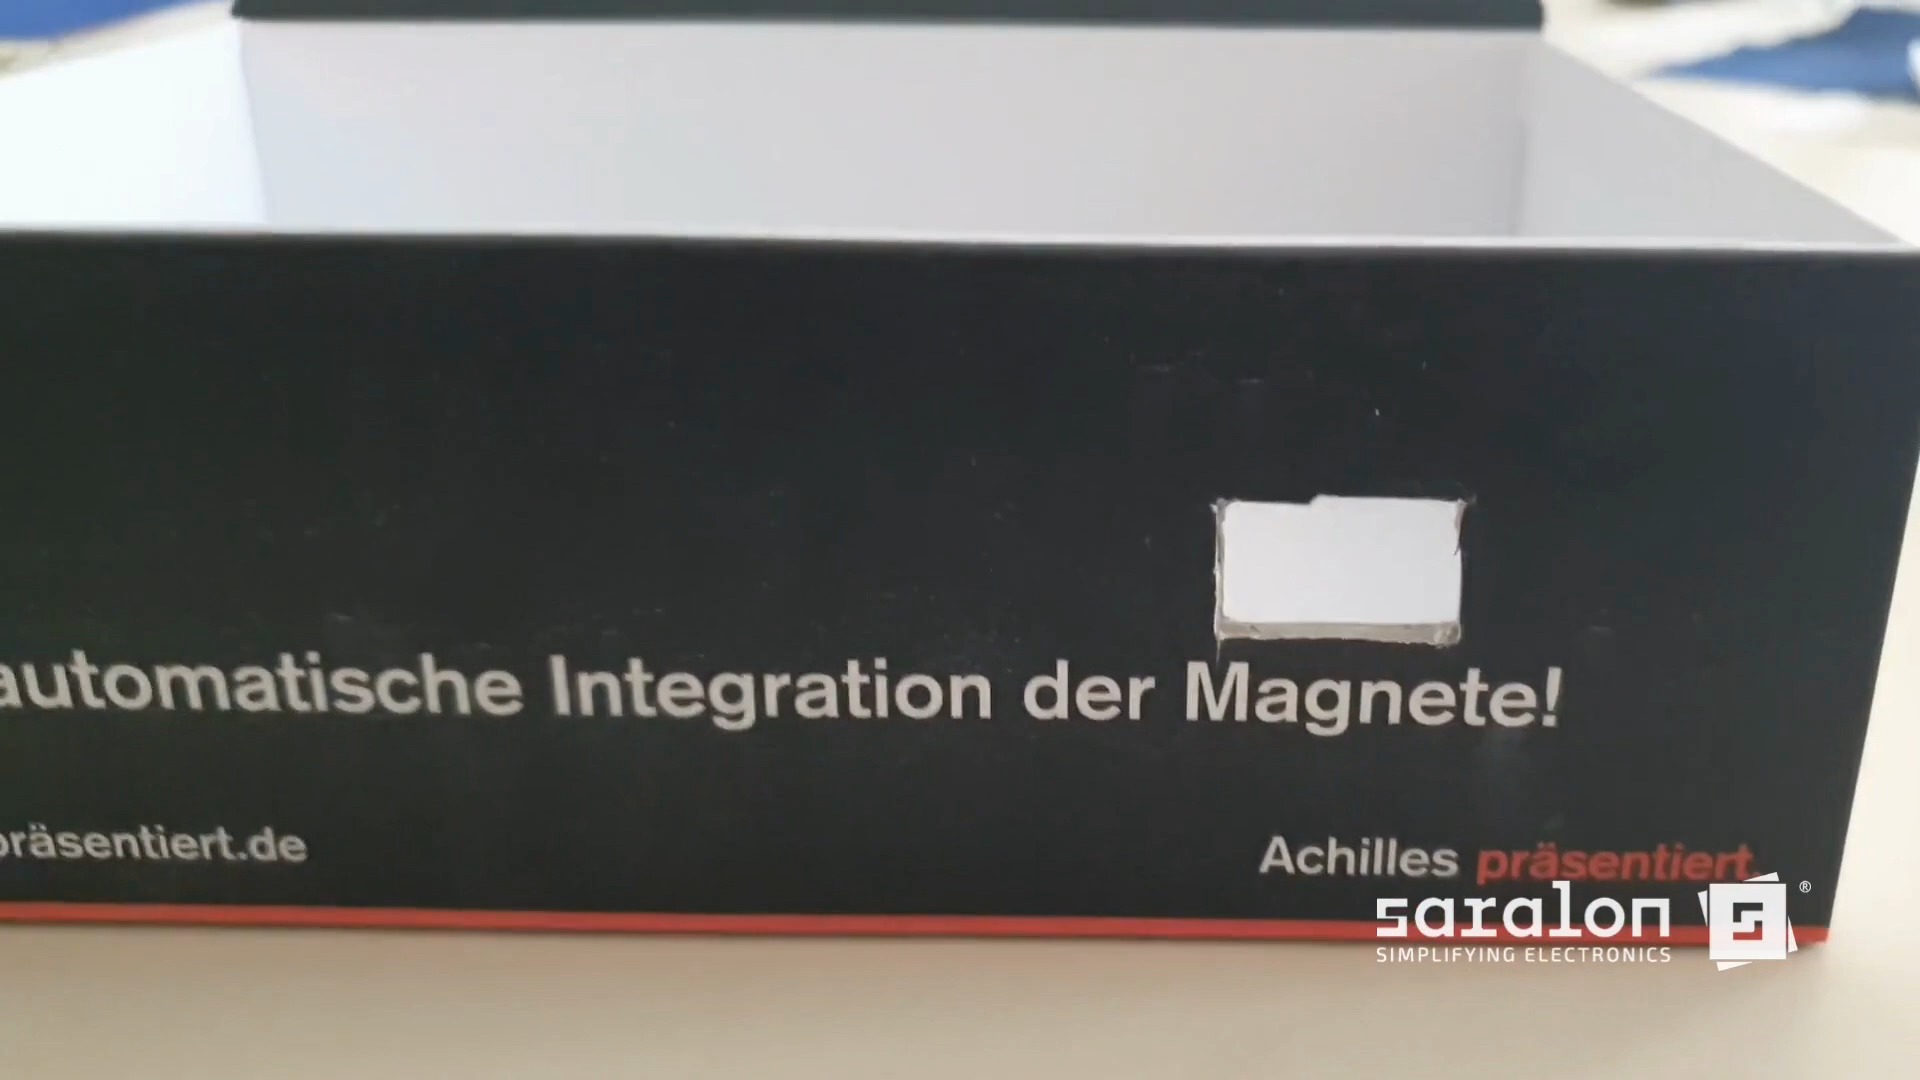 automatische Integration der Magnete!
präsentiert.de
Achilles präsentiert.
saralon ®
SIMPLIFYING ELECTRONICS